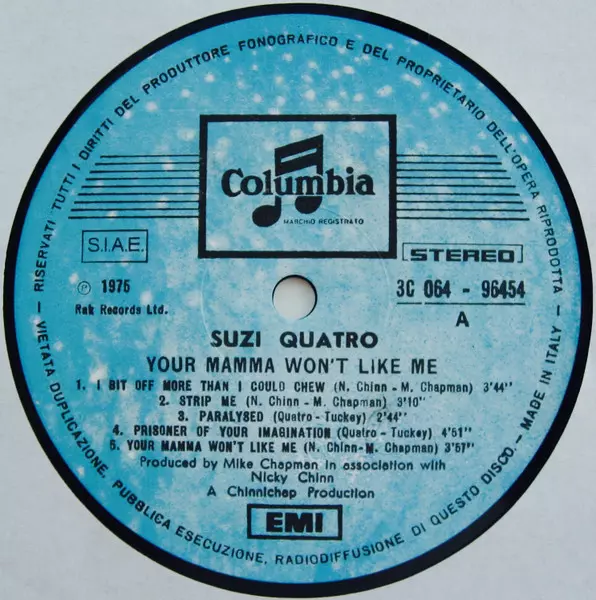 RISERVATI TUTTI I DIRITTI DEL PRODUTTORE FONOGRAFICO E DEL PROPRIETARIO DELL'OPERA RIPRODOTTA
Columbia
MARCHIO REGISTRATO
S.I.A.E.
STEREO
℗ 1975
3C 064 - 96454
Rak Records Ltd.
A
SUZI QUATRO
YOUR MAMMA WON'T LIKE ME
1. I BIT OFF MORE THAN I COULD CHEW (N. Chinn - M. Chapman) 3'44"
2. STRIP ME (N. Chinn - M. Chapman) 3'10"
3. PARALYSED (Quatro - Tuckey) 2'44"
4. PRISONER OF YOUR IMAGINATION (Quatro - Tuckey) 4'51"
5. YOUR MAMMA WON'T LIKE ME (N. Chinn - M. Chapman) 3'57"
Produced by Mike Chapman in association with
Nicky Chinn
A Chinnichap Production
EMI
— VIETATA DUPLICAZIONE, PUBBLICA ESECUZIONE, RADIODIFFUSIONE DI QUESTO DISCO. — MADE IN ITALY —